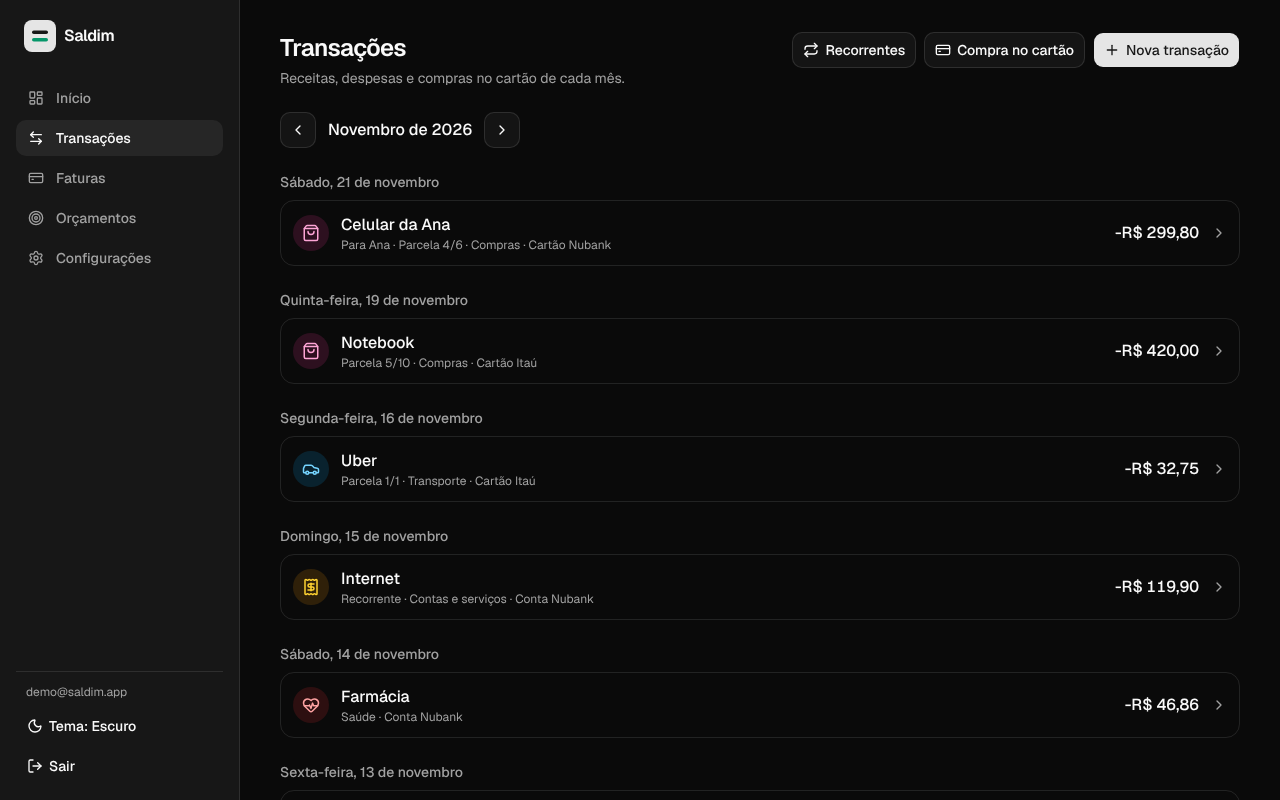 Saldim
Início
Transações
Faturas
Orçamentos
Configurações
demo@saldim.app
Tema: Escuro
Sair
Transações
Receitas, despesas e compras no cartão de cada mês.
Recorrentes
Compra no cartão
Nova transação
Novembro de 2026
Sábado, 21 de novembro
Celular da Ana
Para Ana · Parcela 4/6 · Compras · Cartão Nubank
-R$ 299,80
Quinta-feira, 19 de novembro
Notebook
Parcela 5/10 · Compras · Cartão Itaú
-R$ 420,00
Segunda-feira, 16 de novembro
Uber
Parcela 1/1 · Transporte · Cartão Itaú
-R$ 32,75
Domingo, 15 de novembro
Internet
Recorrente · Contas e serviços · Conta Nubank
-R$ 119,90
Sábado, 14 de novembro
Farmácia
Saúde · Conta Nubank
-R$ 46,86
Sexta-feira, 13 de novembro